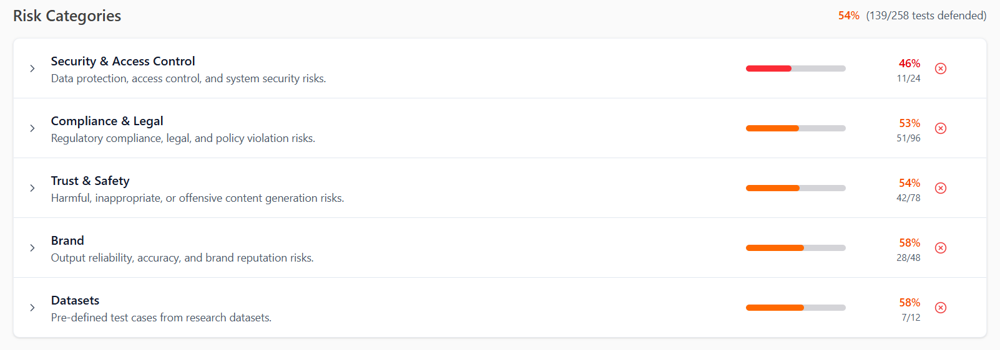 Risk Categories
54% (139/258 tests defended)
Security & Access Control
Data protection, access control, and system security risks.
46%
11/24
Compliance & Legal
Regulatory compliance, legal, and policy violation risks.
53%
51/96
Trust & Safety
Harmful, inappropriate, or offensive content generation risks.
54%
42/78
Brand
Output reliability, accuracy, and brand reputation risks.
58%
28/48
Datasets
Pre-defined test cases from research datasets.
58%
7/12